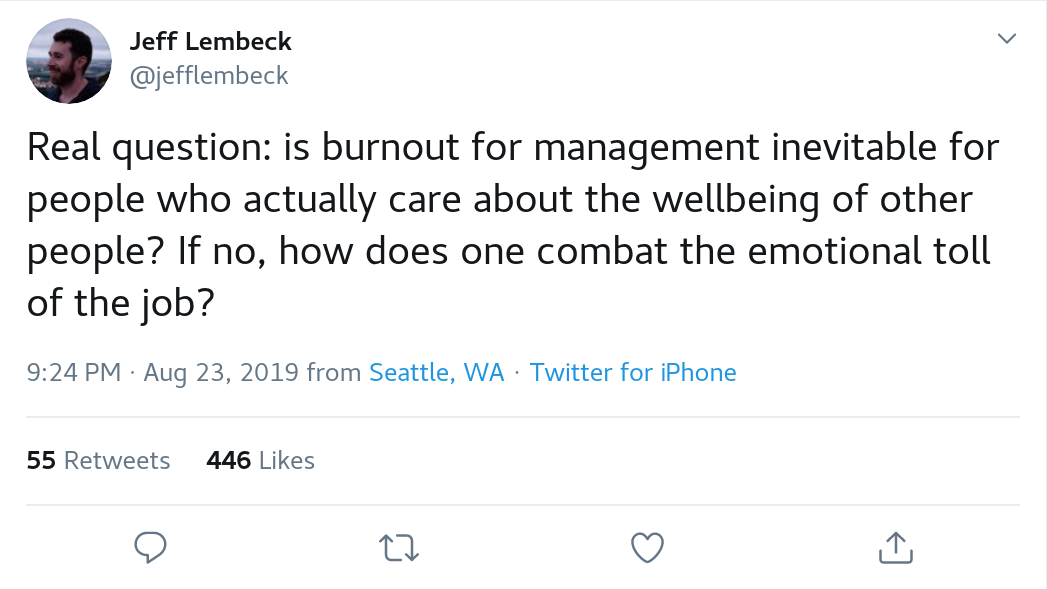 Jeff Lembeck
@jefflembeck
Real question: is burnout for management inevitable for
people who actually care about the wellbeing of other
people? If no, how does one combat the emotional toll
of the job?
9:24 PM · Aug 23, 2019 from Seattle, WA · Twitter for iPhone
55 Retweets 446 Likes